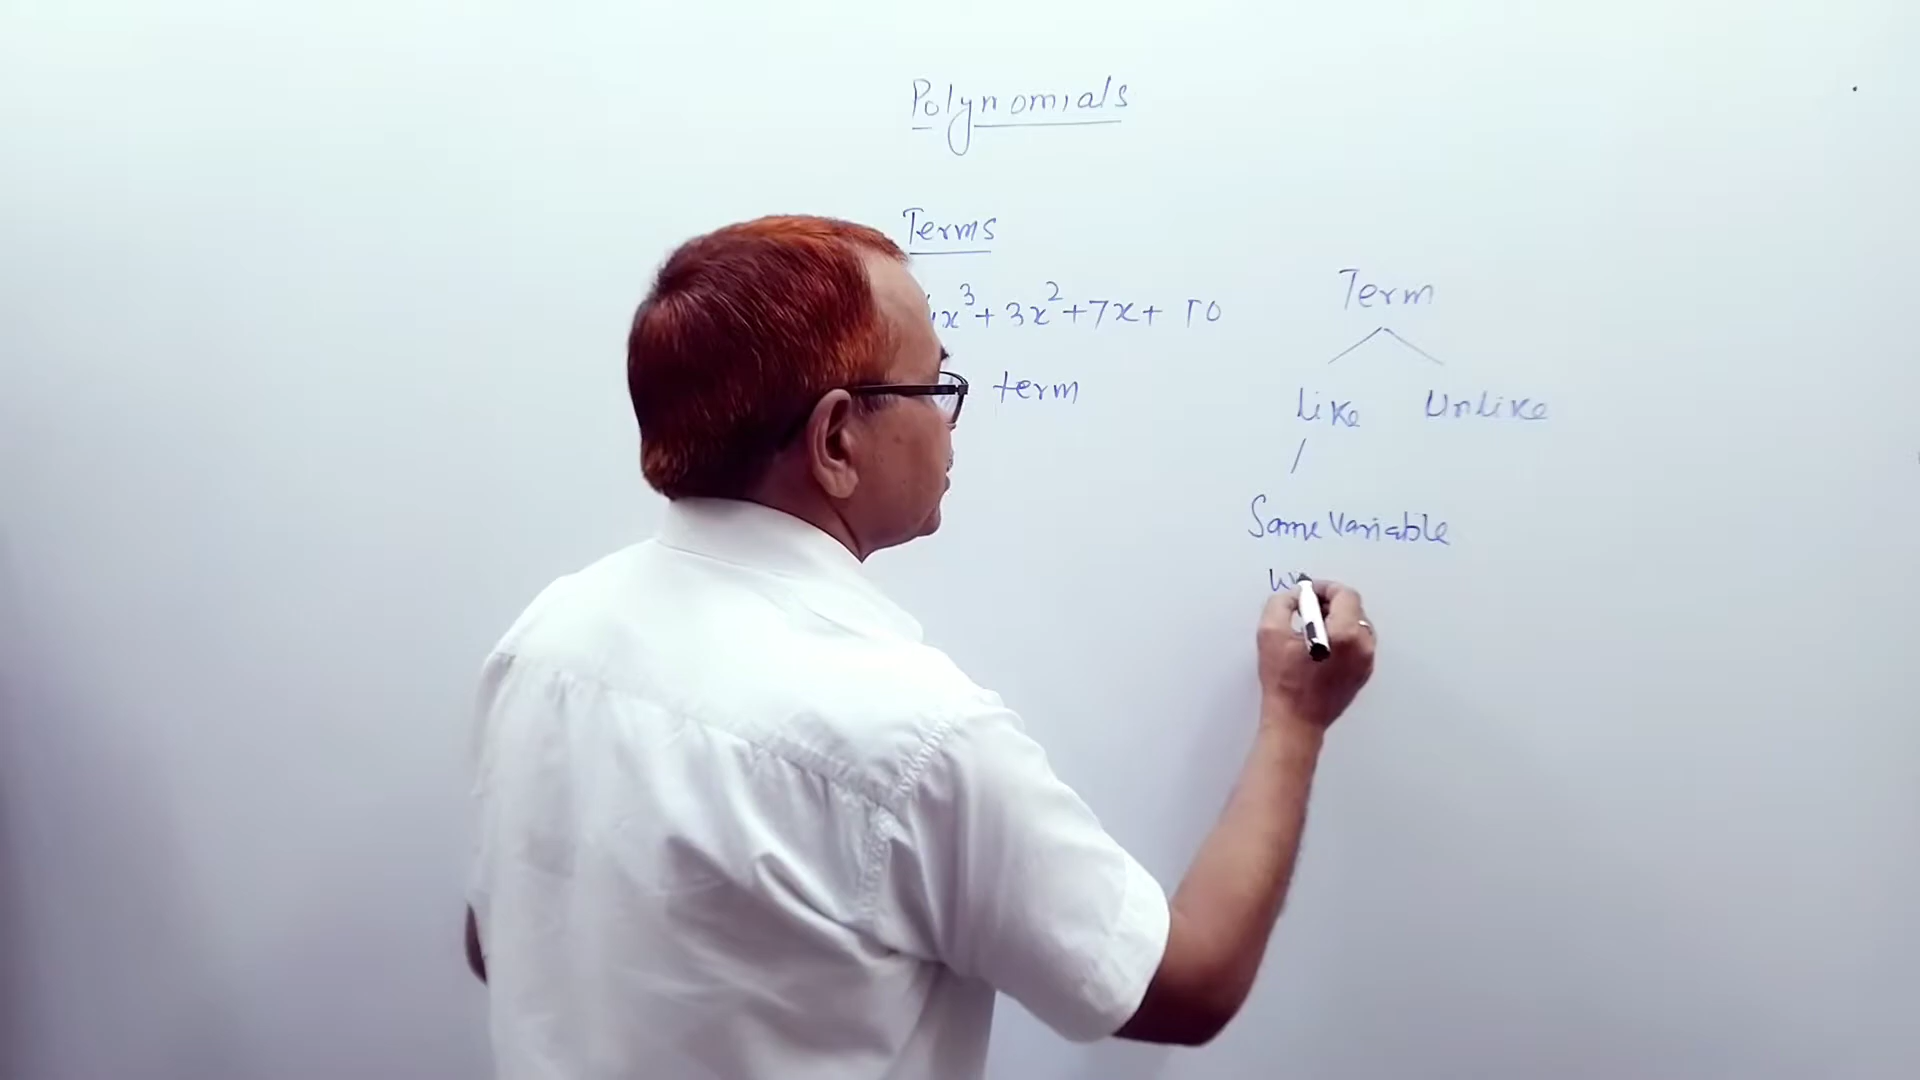 Polynomials
Terms
x³ + 3x² + 7x + 10
term
Term
Like Unlike
Same Variable